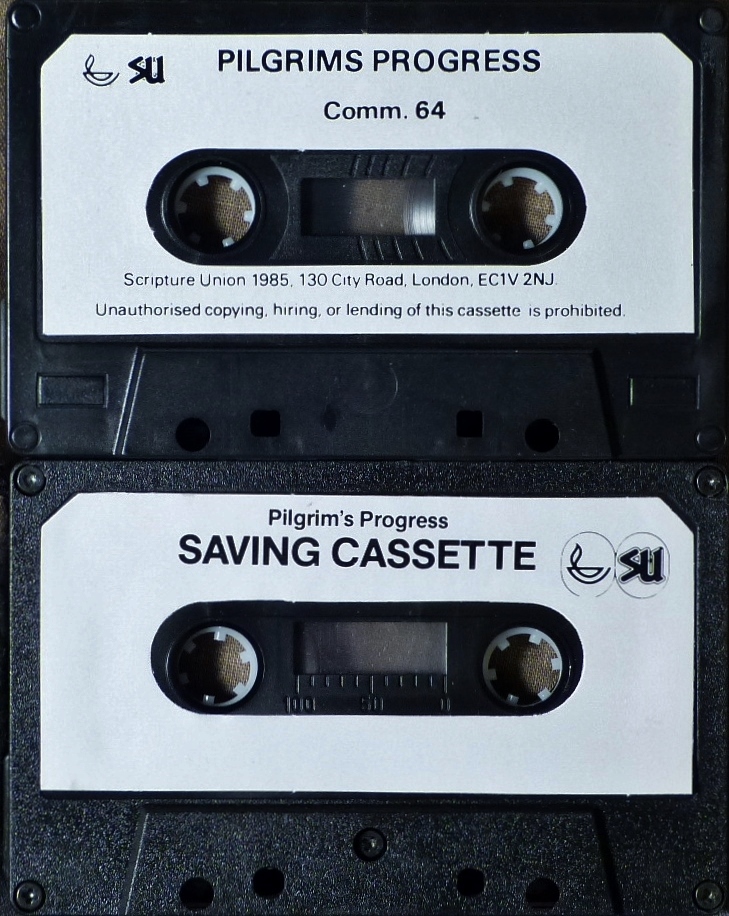 SU PILGRIMS PROGRESS
Comm. 64
Scripture Union 1985, 130 City Road, London, EC1V 2NJ.
Unauthorised copying, hiring, or lending of this cassette is prohibited.
Pilgrim's Progress
SAVING CASSETTE SU
100 50 0